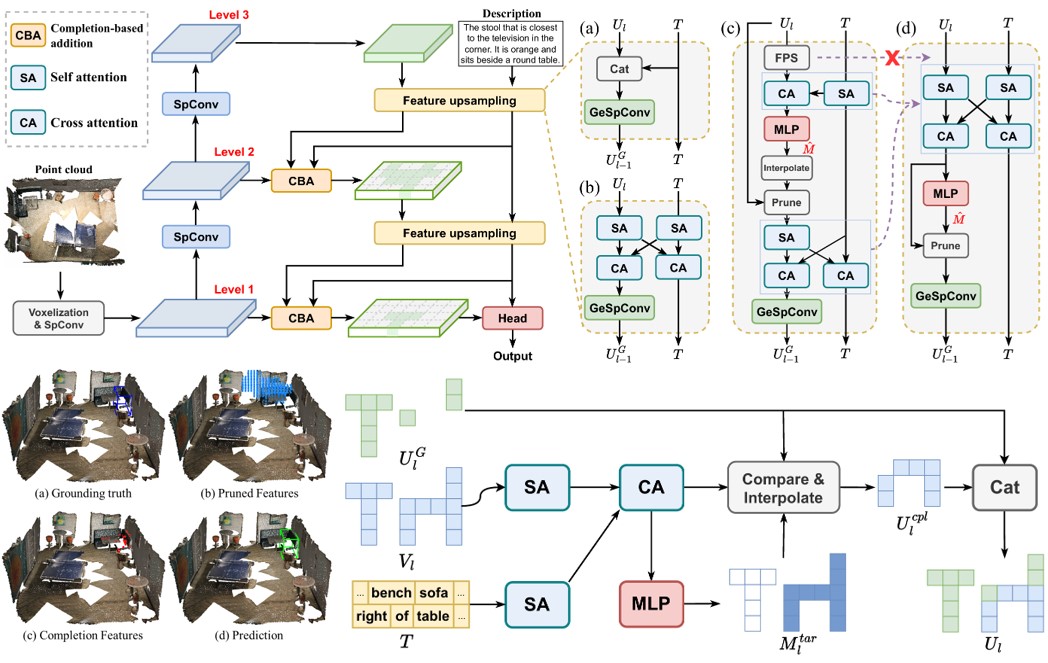 CBA
Completion-based
addition
SA
Self attention
CA
Cross attention
Point cloud
Voxelization
& SpConv
Level 3
SpConv
Level 2
SpConv
Level 1
Description
The stool that is closest
to the television in the
corner. It is orange and
sits beside a round table.
Feature upsampling
CBA
Feature upsampling
CBA
Head
Output
(a)
U_l
T
Cat
GeSpConv
U_{l-1}^G
T
(b)
U_l
T
SA
SA
CA
CA
GeSpConv
U_{l-1}^G
T
(c)
U_l
T
FPS
CA
SA
MLP
M̂
Interpolate
Prune
SA
CA
CA
GeSpConv
U_{l-1}^G
T
(d)
U_l
T
X
SA
SA
CA
CA
MLP
M̂
Prune
GeSpConv
U_{l-1}^G
T
(a) Grounding truth
(b) Pruned Features
(c) Completion Features
(d) Prediction
U_l^G
V_l
... bench sofa ...
right of table ...
T
SA
SA
CA
MLP
Compare &
Interpolate
M_l^{tar}
U_l^{cpl}
Cat
U_l